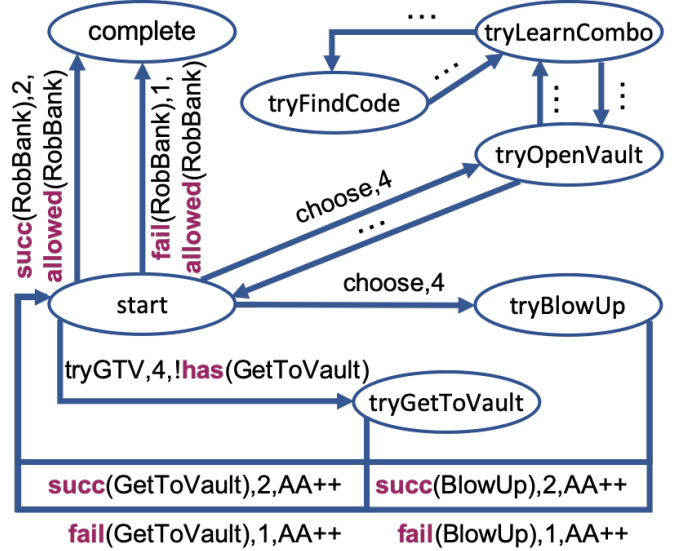 complete
tryLearnCombo
...
...
tryFindCode
...
...
tryOpenVault
succ(RobBank),2,
allowed(RobBank)
fail(RobBank),1,
allowed(RobBank)
choose,4
...
start
choose,4
tryBlowUp
tryGTV,4,!has(GetToVault)
tryGetToVault
succ(GetToVault),2,AA++
succ(BlowUp),2,AA++
fail(GetToVault),1,AA++
fail(BlowUp),1,AA++